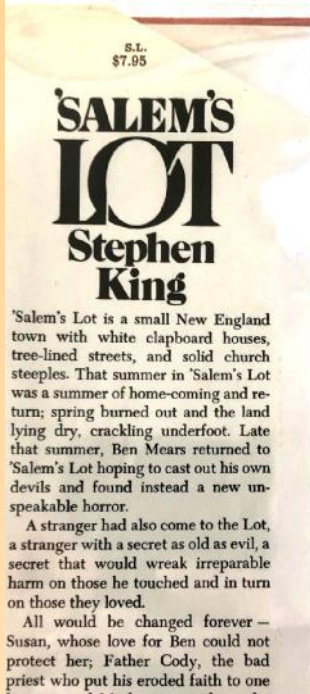 S.L.
$7.95
'SALEM'S
LOT
Stephen
King
'Salem's Lot is a small New England
town with white clapboard houses,
tree-lined streets, and solid church
steeples. That summer in 'Salem's Lot
was a summer of home-coming and re-
turn; spring burned out and the land
lying dry, crackling underfoot. Late
that summer, Ben Mears returned to
'Salem's Lot hoping to cast out his own
devils and found instead a new un-
speakable horror.
A stranger had also come to the Lot,
a stranger with a secret as old as evil, a
secret that would wreak irreparable
harm on those he touched and in turn
on those they loved.
All would be changed forever—
Susan, whose love for Ben could not
protect her; Father Cody, the bad
priest who put his eroded faith to one